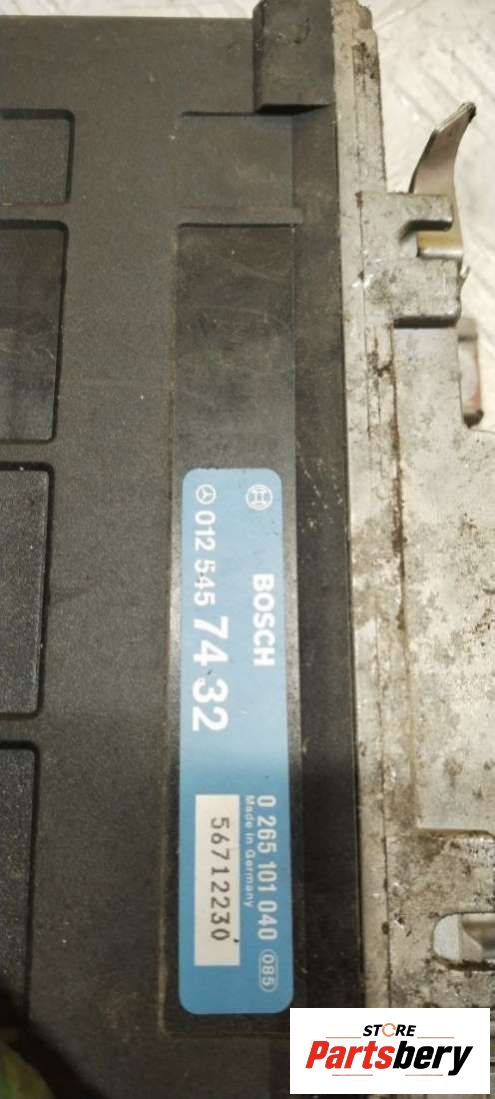 BOSCH
012 545 74 32
0 265 101 040 085
Made in Germany
56712230
STORE
Partsbery